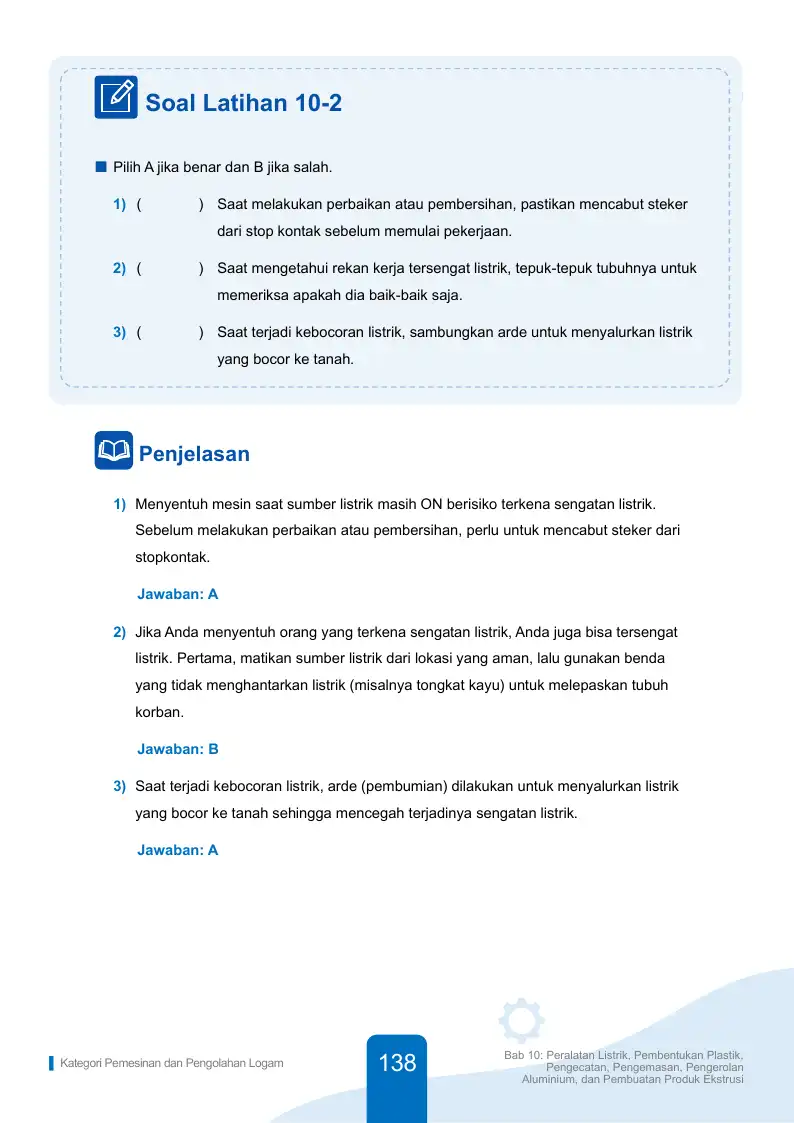 Soal Latihan 10-2
■ Pilih A jika benar dan B jika salah.
1) ( ) Saat melakukan perbaikan atau pembersihan, pastikan mencabut steker
dari stop kontak sebelum memulai pekerjaan.
2) ( ) Saat mengetahui rekan kerja tersengat listrik, tepuk-tepuk tubuhnya untuk
memeriksa apakah dia baik-baik saja.
3) ( ) Saat terjadi kebocoran listrik, sambungkan arde untuk menyalurkan listrik
yang bocor ke tanah.
Penjelasan
1) Menyentuh mesin saat sumber listrik masih ON berisiko terkena sengatan listrik.
Sebelum melakukan perbaikan atau pembersihan, perlu untuk mencabut steker dari
stopkontak.
Jawaban: A
2) Jika Anda menyentuh orang yang terkena sengatan listrik, Anda juga bisa tersengat
listrik. Pertama, matikan sumber listrik dari lokasi yang aman, lalu gunakan benda
yang tidak menghantarkan listrik (misalnya tongkat kayu) untuk melepaskan tubuh
korban.
Jawaban: B
3) Saat terjadi kebocoran listrik, arde (pembumian) dilakukan untuk menyalurkan listrik
yang bocor ke tanah sehingga mencegah terjadinya sengatan listrik.
Jawaban: A
Kategori Pemesinan dan Pengolahan Logam
138
Bab 10: Peralatan Listrik, Pembentukan Plastik,
Pengecatan, Pengemasan, Pengerolan
Aluminium, dan Pembuatan Produk Ekstrusi